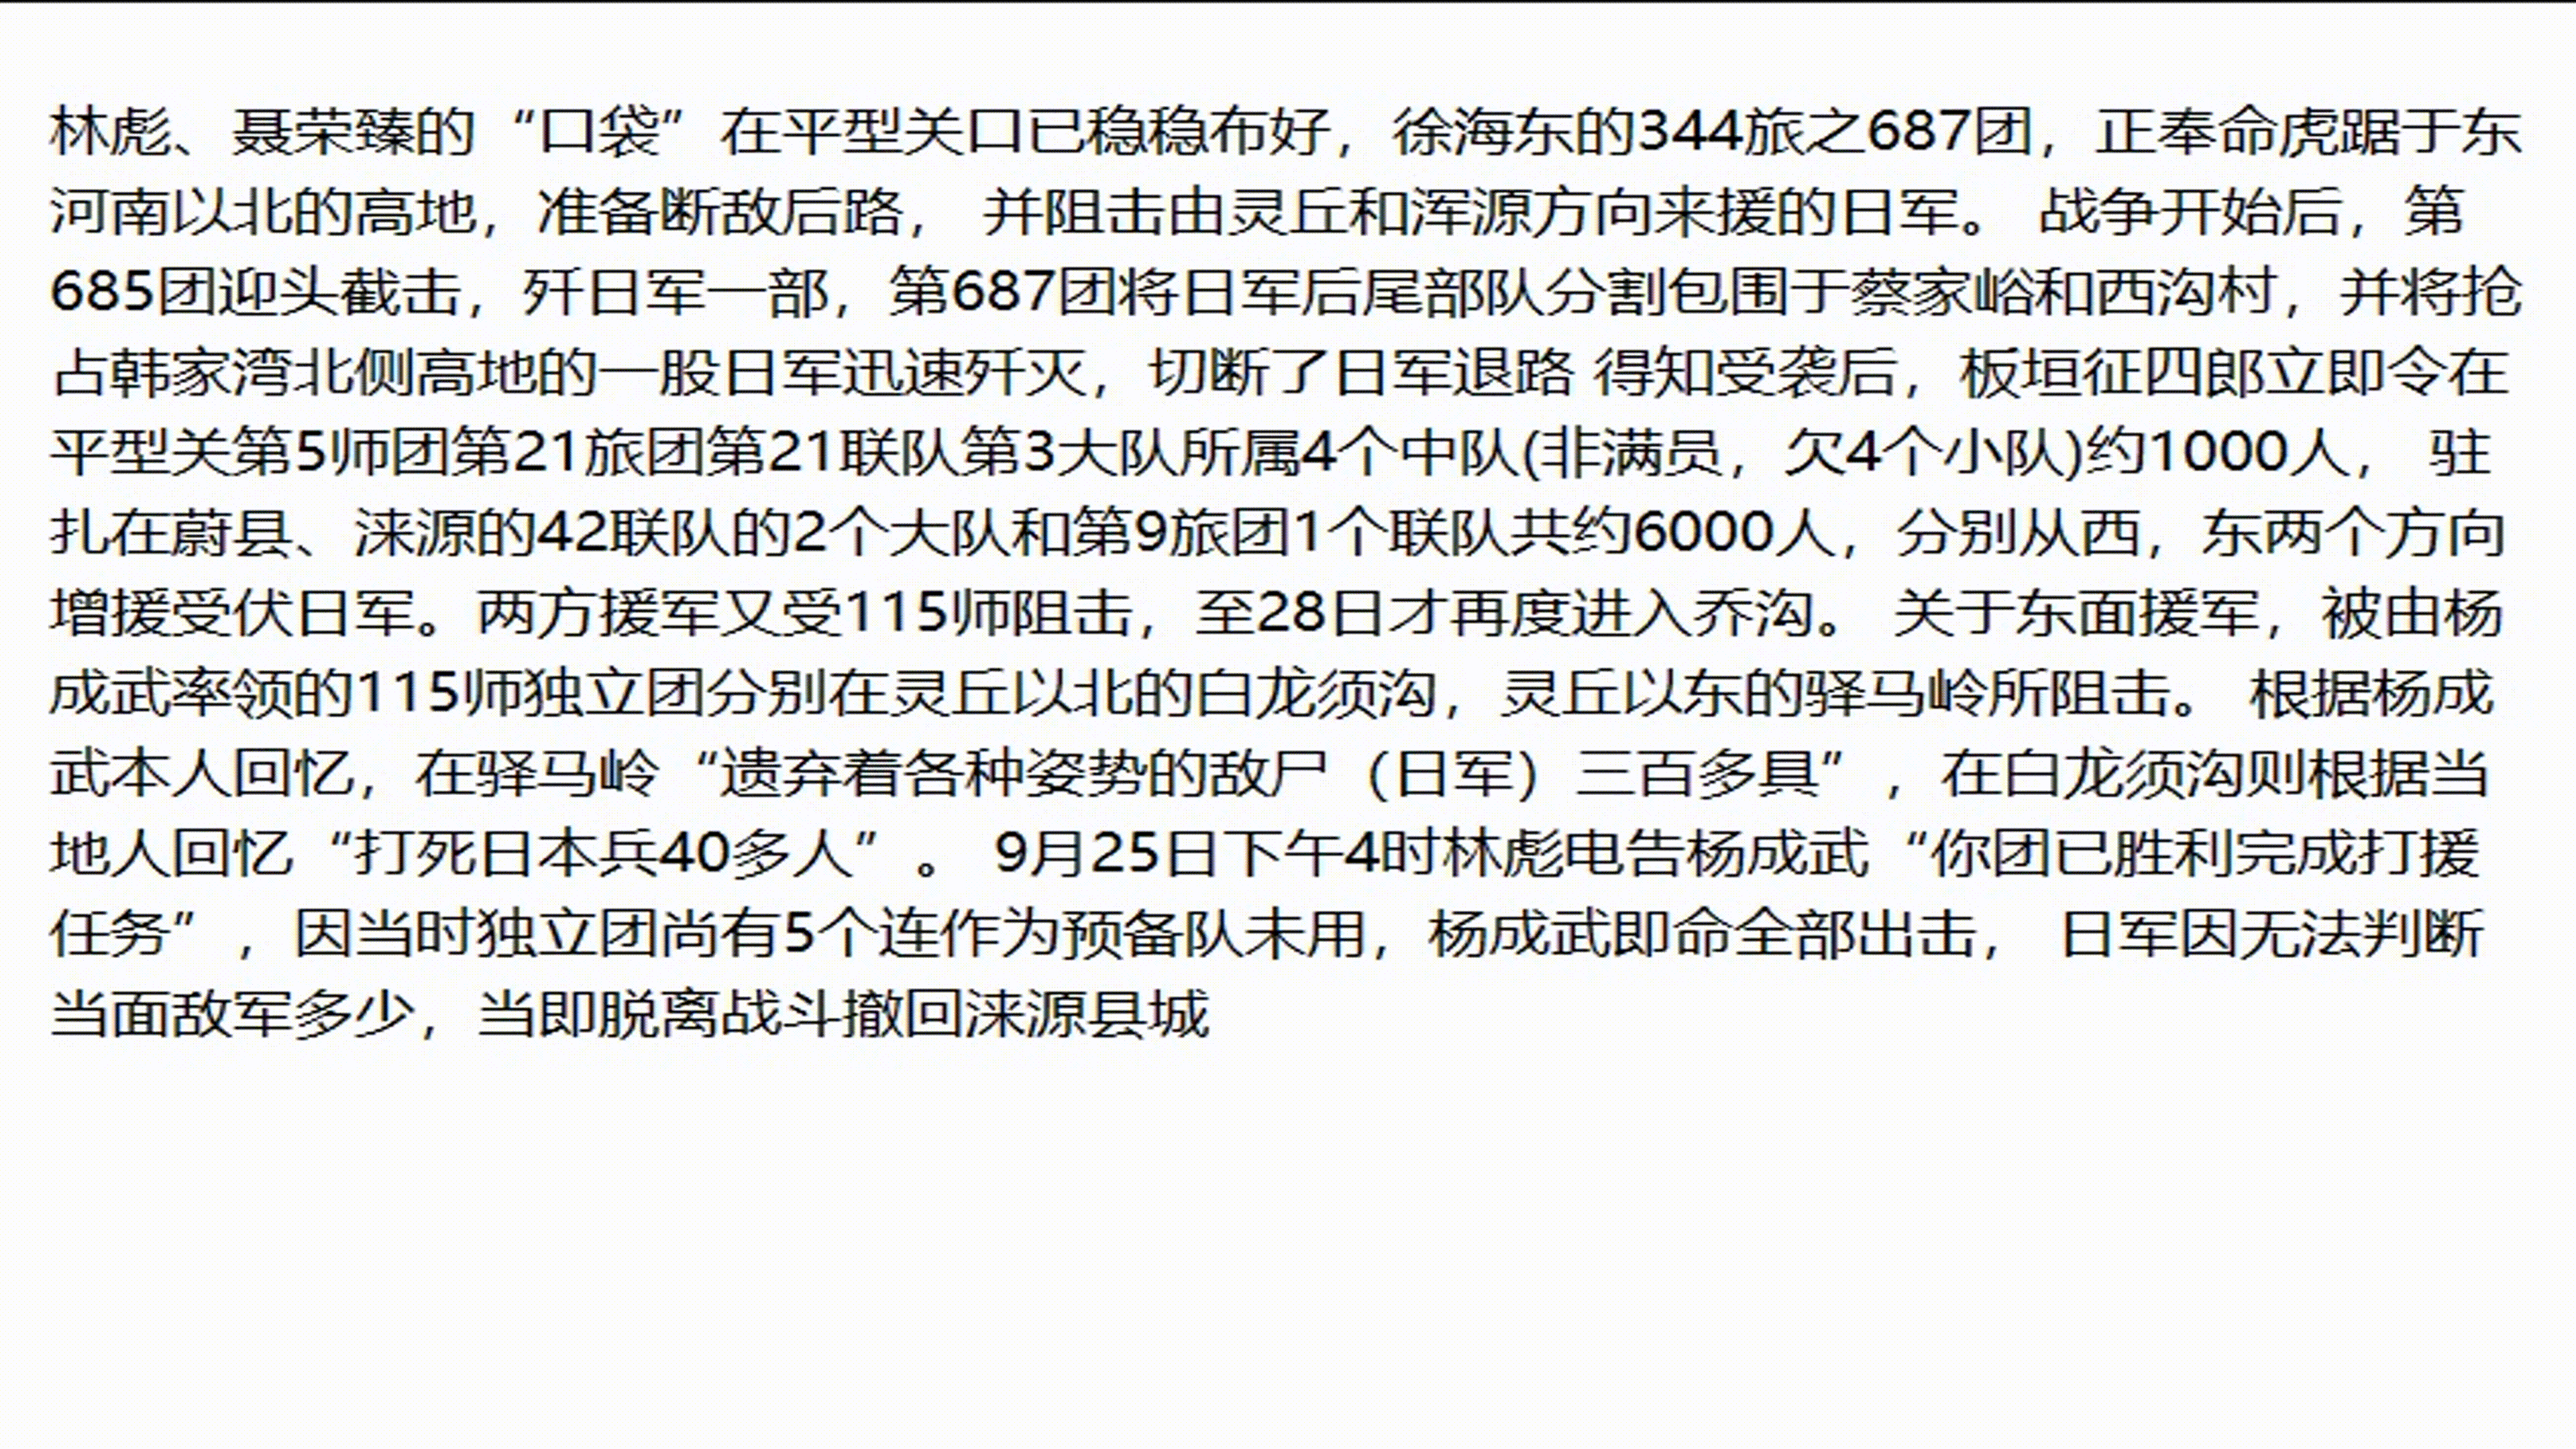 林彪、聂荣臻的“口袋”在平型关口已稳稳布好，徐海东的344旅之687团，正奉命虎踞于东
河南以北的高地，准备断敌后路， 并阻击由灵丘和浑源方向来援的日军。 战争开始后，第
685团迎头截击，歼日军一部，第687团将日军后尾部队分割包围于蔡家峪和西沟村，并将抢
占韩家湾北侧高地的一股日军迅速歼灭，切断了日军退路 得知受袭后，板垣征四郎立即令在
平型关第5师团第21旅团第21联队第3大队所属4个中队(非满员，欠4个小队)约1000人， 驻
扎在蔚县、涞源的42联队的2个大队和第9旅团1个联队共约6000人，分别从西，东两个方向
增援受伏日军。两方援军又受115师阻击，至28日才再度进入乔沟。 关于东面援军，被由杨
成武率领的115师独立团分别在灵丘以北的白龙须沟，灵丘以东的驿马岭所阻击。 根据杨成
武本人回忆，在驿马岭“遗弃着各种姿势的敌尸（日军）三百多具”，在白龙须沟则根据当
地人回忆“打死日本兵40多人”。 9月25日下午4时林彪电告杨成武“你团已胜利完成打援
任务”，因当时独立团尚有5个连作为预备队未用，杨成武即命全部出击， 日军因无法判断
当面敌军多少，当即脱离战斗撤回涞源县城